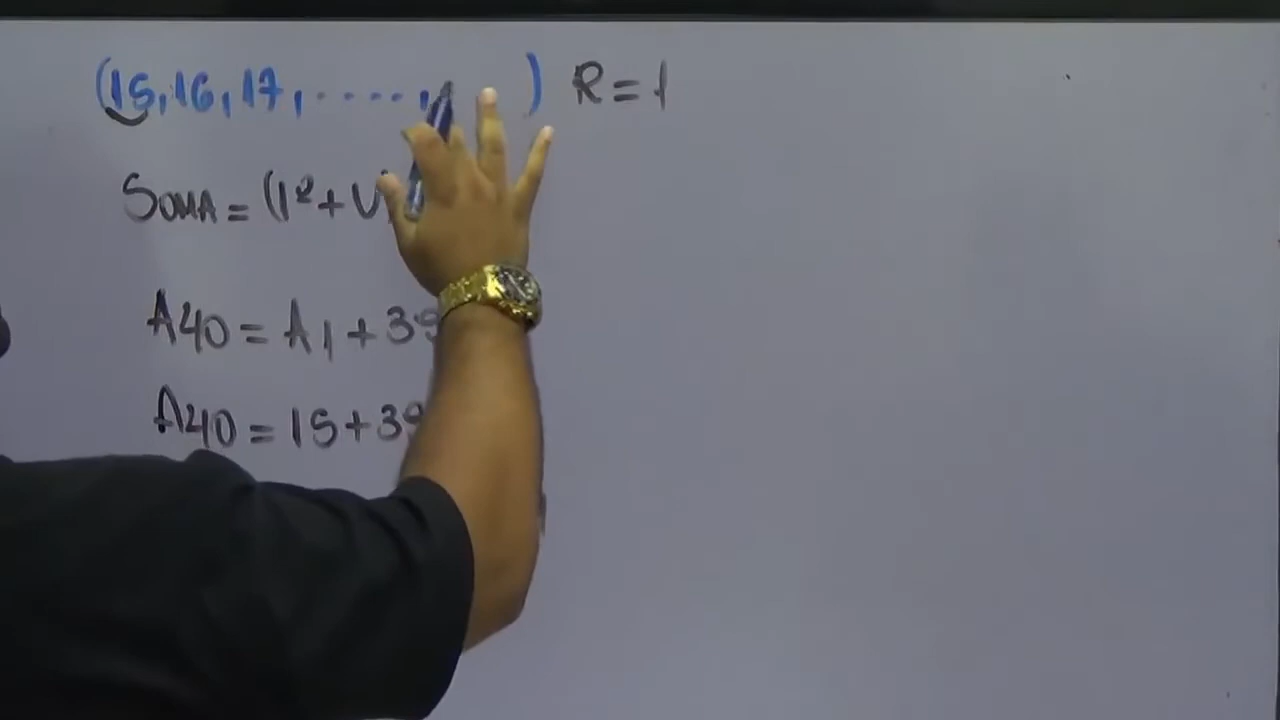 (15, 16, 17, ....., ) R = 1
SOMA = (1º + U
A40 = A1 + 39
A40 = 15 + 39